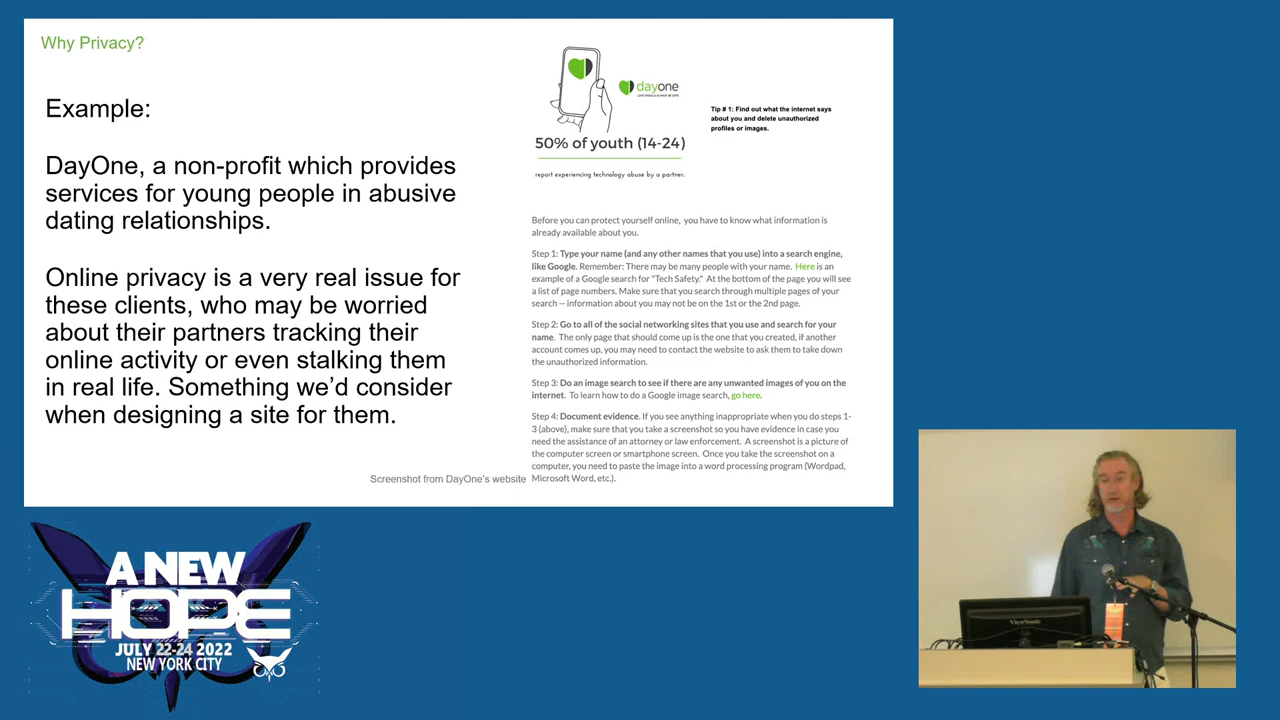 Why Privacy?
Example:
DayOne, a non-profit which provides
services for young people in abusive
dating relationships.
Online privacy is a very real issue for
these clients, who may be worried
about their partners tracking their
online activity or even stalking them
in real life. Something we'd consider
when designing a site for them.
Screenshot from DayOne's website
dayone
LOVE SHOULD ALWAYS BE SAFE
50% of youth (14-24)
report experiencing technology abuse by a partner.
Tip # 1: Find out what the internet says
about you and delete unauthorized
profiles or images.
Before you can protect yourself online, you have to know what information is
already available about you.
Step 1: Type your name (and any other names that you use) into a search engine,
like Google. Remember: There may be many people with your name. Here is an
example of a Google search for "Tech Safety." At the bottom of the page you will see
a list of page numbers. Make sure that you search through multiple pages of your
search -- information about you may not be on the 1st or the 2nd page.
Step 2: Go to all of the social networking sites that you use and search for your
name. The only page that should come up is the one that you created, if another
account comes up, you may need to contact the website to ask them to take down
the unauthorized information.
Step 3: Do an image search to see if there are any unwanted images of you on the
internet. To learn how to do a Google image search, go here.
Step 4: Document evidence. If you see anything inappropriate when you do steps 1-
3 (above), make sure that you take a screenshot so you have evidence in case you
need the assistance of an attorney or law enforcement. A screenshot is a picture of
the computer screen or smartphone screen. Once you take the screenshot on a
computer, you need to paste the image into a word processing program (Wordpad,
Microsoft Word, etc.).
A NEW
HOPE
JULY 22-24 2022
NEW YORK CITY
ViewSonic